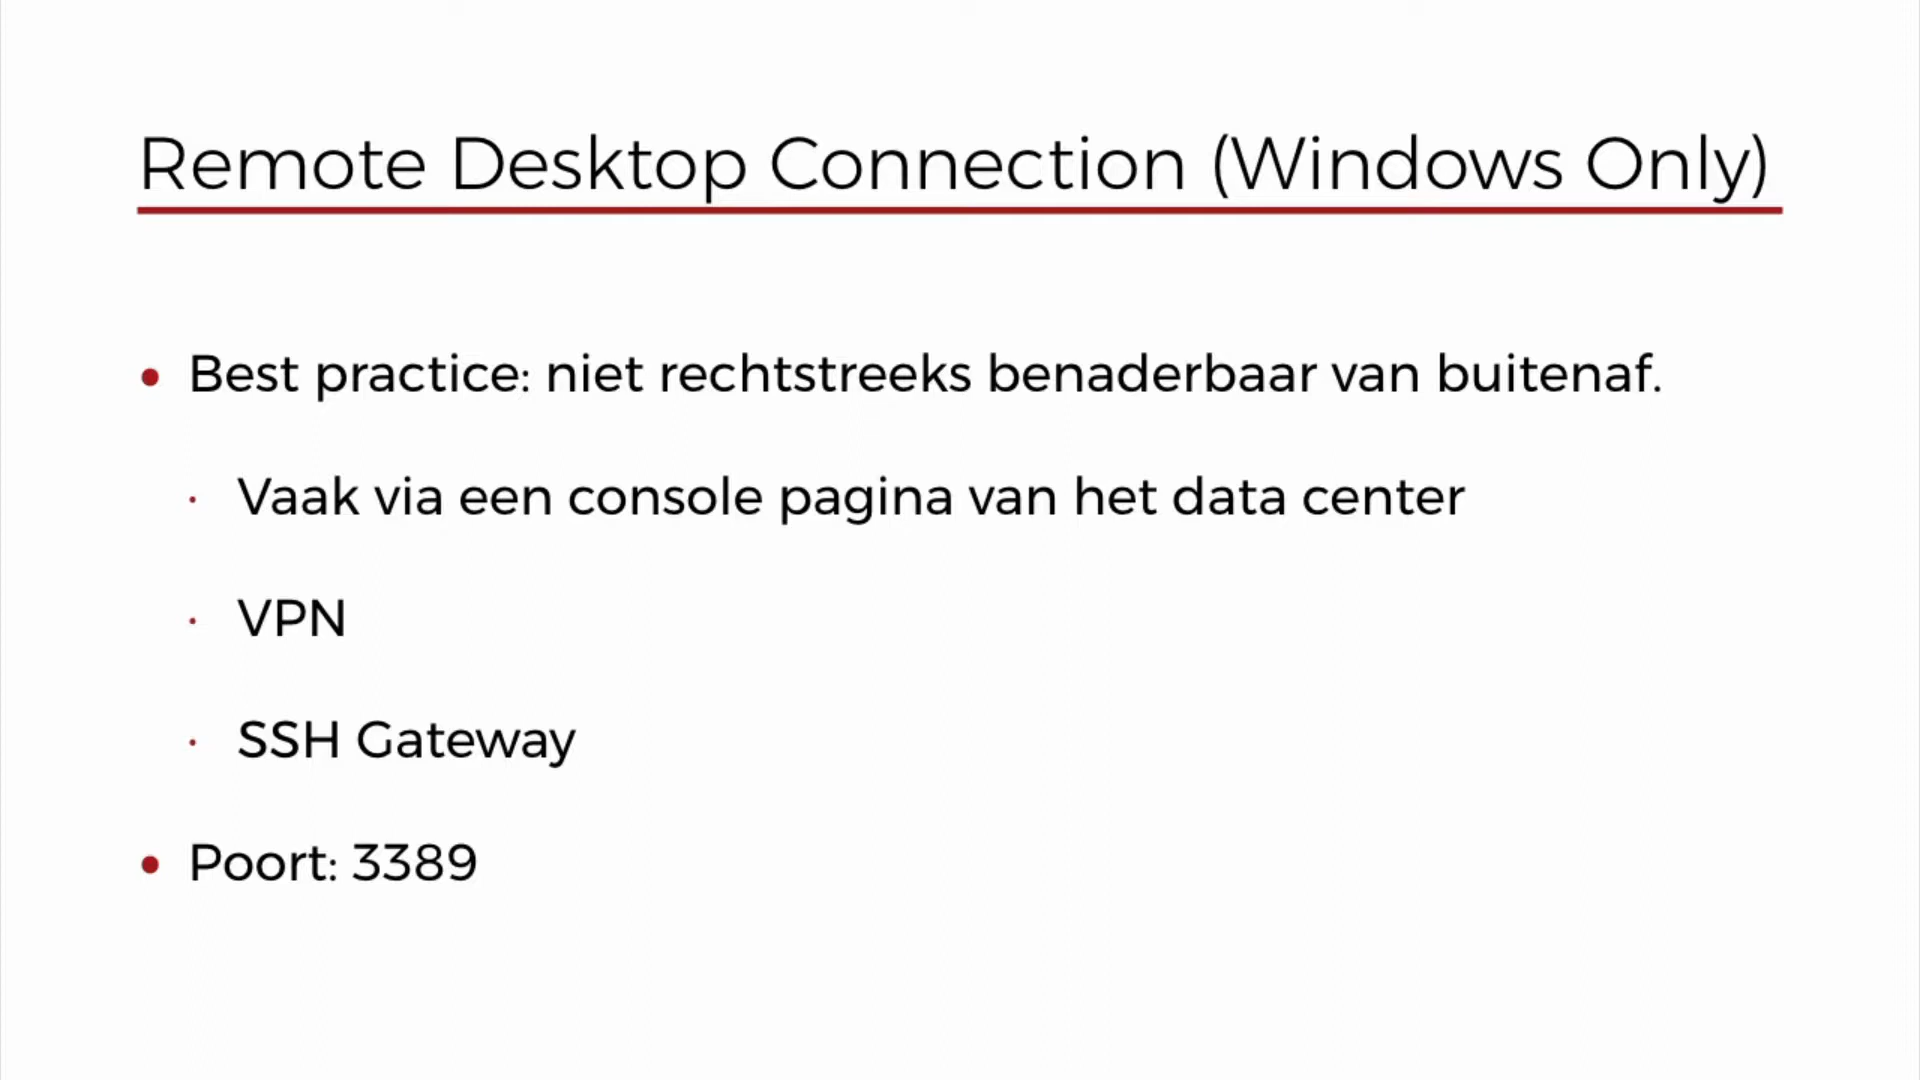 Remote Desktop Connection (Windows Only)
• Best practice: niet rechtstreeks benaderbaar van buitenaf.
· Vaak via een console pagina van het data center
· VPN
· SSH Gateway
• Poort: 3389